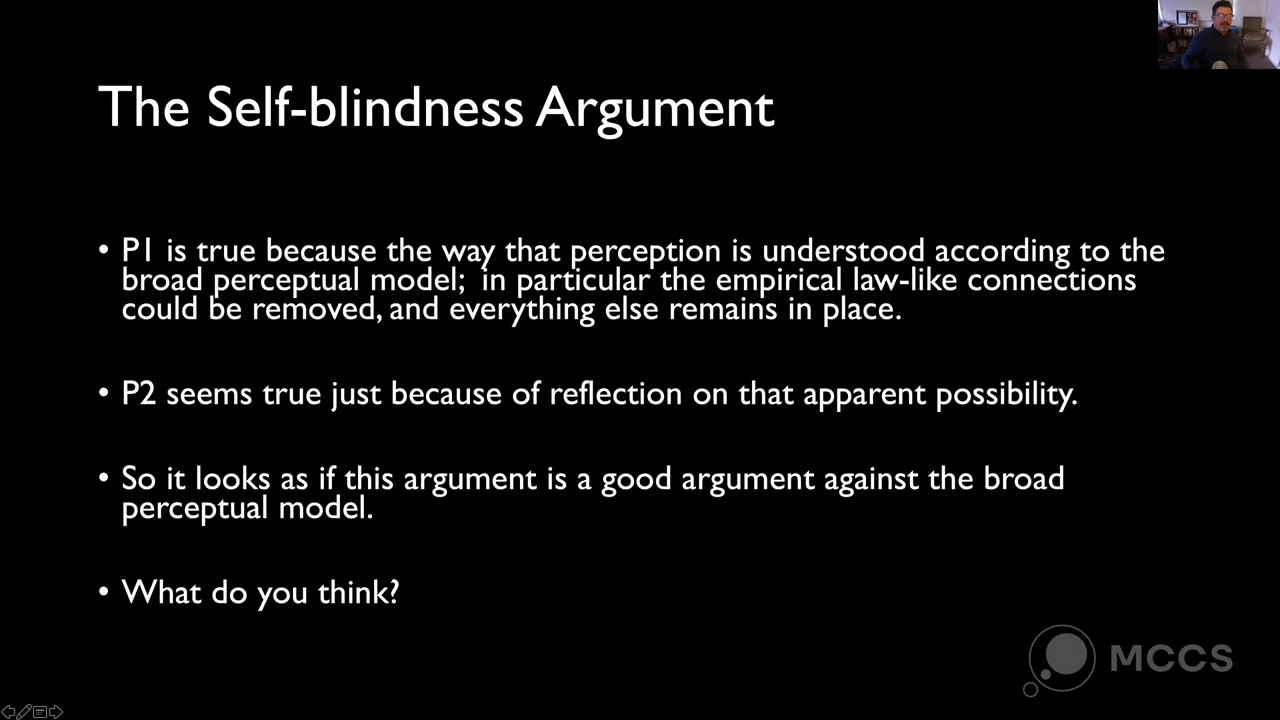 The Self-blindness Argument
• P1 is true because the way that perception is understood according to the
broad perceptual model;  in particular the empirical law-like connections
could be removed, and everything else remains in place.
• P2 seems true just because of reflection on that apparent possibility.
• So it looks as if this argument is a good argument against the broad
perceptual model.
• What do you think?
MCCS